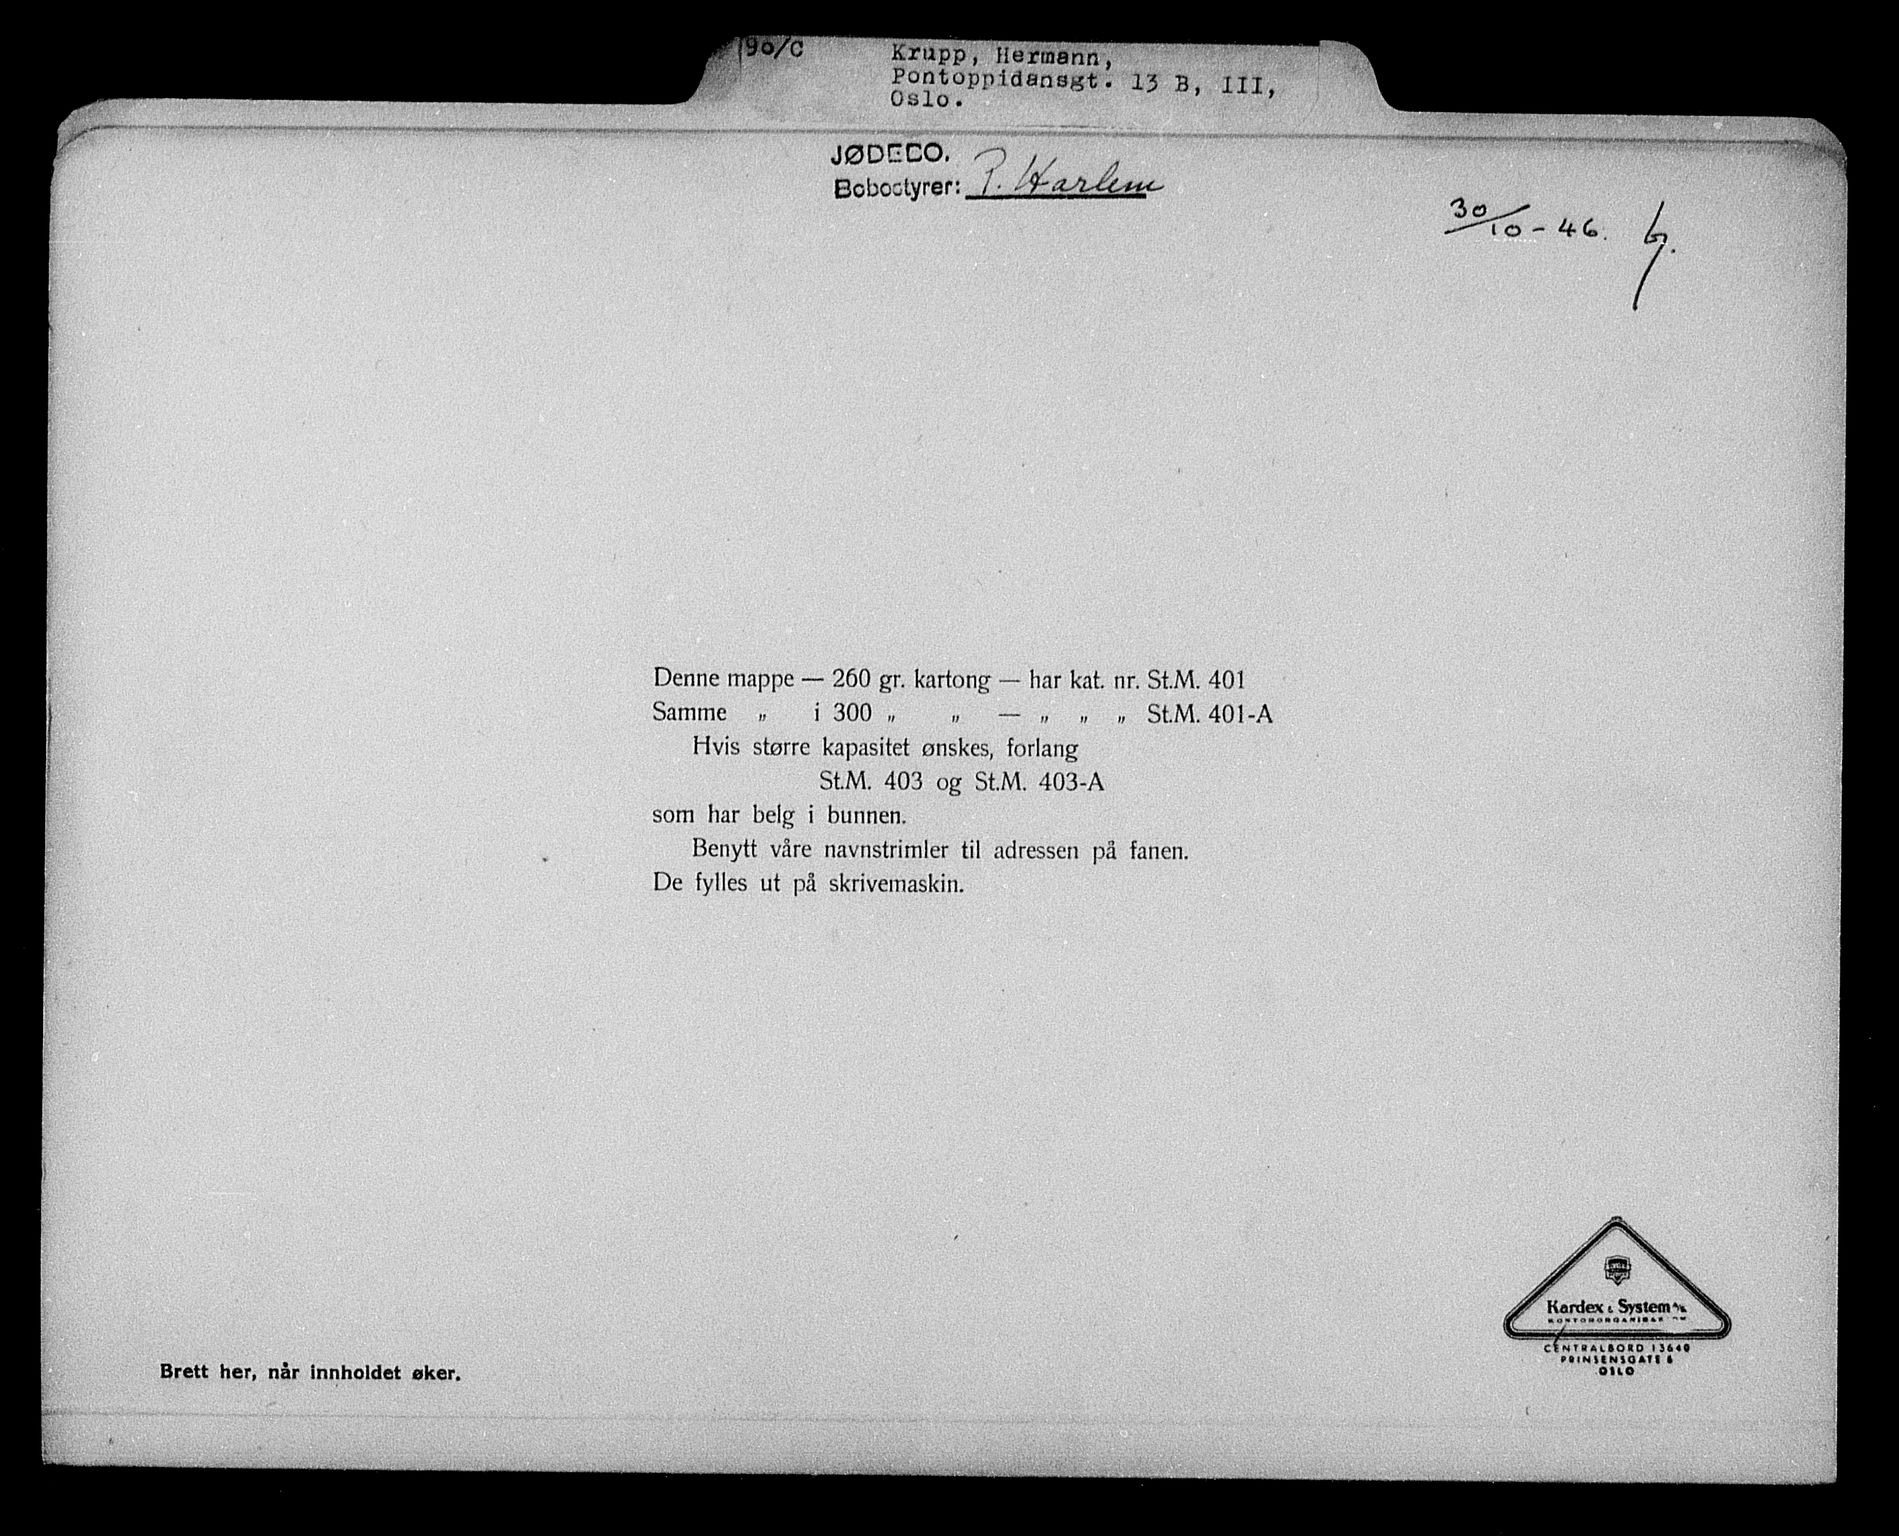 90/C
Krupp, Hermann,
Pontoppidansgt. 13 B, III,
Oslo.
JØDEBO.
Bobestyrer: P. Harlem
30/10-46.
Denne mappe — 260 gr. kartong — har kat. nr. St.M. 401
Samme „ i 300 „ „ — „ „ „ St.M. 401-A
Hvis større kapasitet ønskes, forlang
St.M. 403 og St.M. 403-A
som har belg i bunnen.
Benytt våre navnstrimler til adressen på fanen.
De fylles ut på skrivemaskin.
Kardex & System A/S
CENTRALBORD 13640
PRINSENSGATE 6
OSLO
Brett her, når innholdet øker.